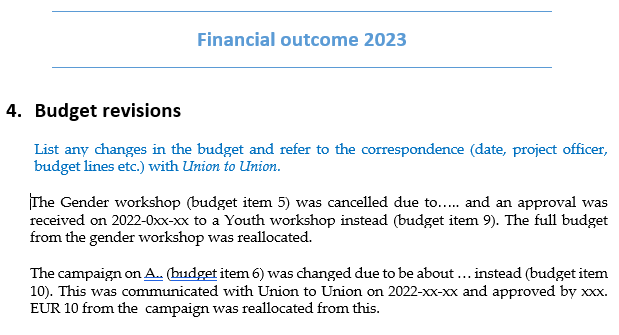 Financial outcome 2023
4. Budget revisions
List any changes in the budget and refer to the correspondence (date, project officer,
budget lines etc.) with Union to Union.
The Gender workshop (budget item 5) was cancelled due to….. and an approval was
received on 2022-0xx-xx to a Youth workshop instead (budget item 9). The full budget
from the gender workshop was reallocated.
The campaign on A.. (budget item 6) was changed due to be about … instead (budget item
10). This was communicated with Union to Union on 2022-xx-xx and approved by xxx.
EUR 10 from the campaign was reallocated from this.